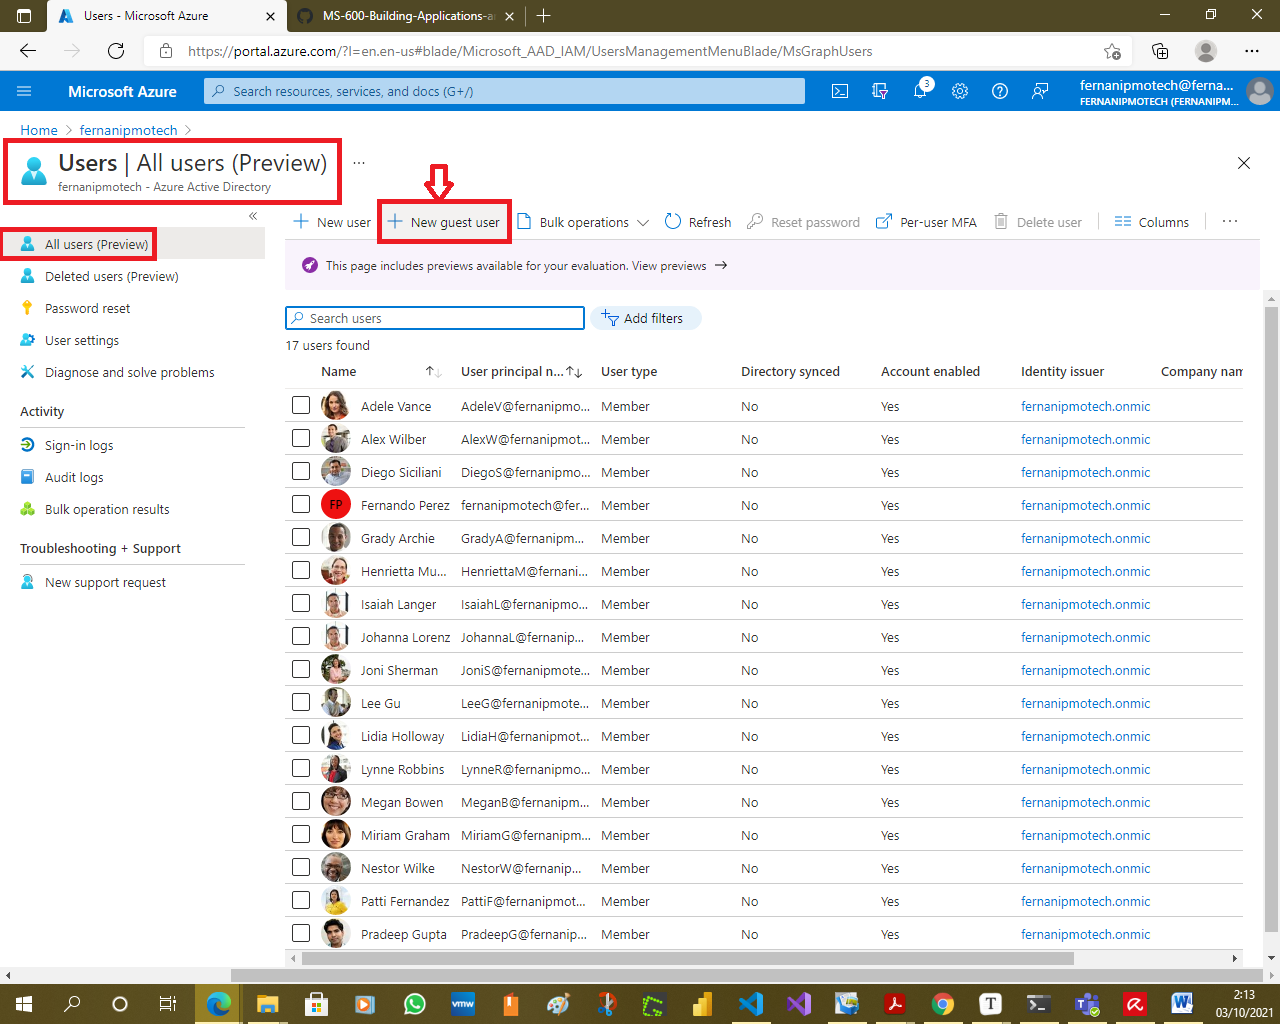 Users - Microsoft Azure
MS-600-Building-Applications-a
https://portal.azure.com/?l=en.en-us#blade/Microsoft_AAD_IAM/UsersManagementMenuBlade/MsGraphUsers
Microsoft Azure
Search resources, services, and docs (G+/)
3
fernanipmotech@ferna...
FERNANIPMOTECH (FERNANIPM...
Home > fernanipmotech >
Users | All users (Preview) ...
fernanipmotech - Azure Active Directory
All users (Preview)
Deleted users (Preview)
Password reset
User settings
Diagnose and solve problems
Activity
Sign-in logs
Audit logs
Bulk operation results
Troubleshooting + Support
New support request
New user New guest user Bulk operations Refresh Reset password Per-user MFA Delete user Columns ...
This page includes previews available for your evaluation. View previews →
Search users Add filters
17 users found
Name User principal n... User type Directory synced Account enabled Identity issuer Company nam
Adele Vance AdeleV@fernanipmo... Member No Yes fernanipmotech.onmic
Alex Wilber AlexW@fernanipmot... Member No Yes fernanipmotech.onmic
Diego Siciliani DiegoS@fernanipmo... Member No Yes fernanipmotech.onmic
FP Fernando Perez fernanipmotech@fer... Member No Yes fernanipmotech.onmic
Grady Archie GradyA@fernanipm... Member No Yes fernanipmotech.onmic
Henrietta Mu... HenriettaM@fernani... Member No Yes fernanipmotech.onmic
Isaiah Langer IsaiahL@fernanipmo... Member No Yes fernanipmotech.onmic
Johanna Lorenz JohannaL@fernanip... Member No Yes fernanipmotech.onmic
Joni Sherman JoniS@fernanipmote... Member No Yes fernanipmotech.onmic
Lee Gu LeeG@fernanipmote... Member No Yes fernanipmotech.onmic
Lidia Holloway LidiaH@fernanipmot... Member No Yes fernanipmotech.onmic
Lynne Robbins LynneR@fernanipmo... Member No Yes fernanipmotech.onmic
Megan Bowen MeganB@fernanipm... Member No Yes fernanipmotech.onmic
Miriam Graham MiriamG@fernanipm... Member No Yes fernanipmotech.onmic
Nestor Wilke NestorW@fernanipm... Member No Yes fernanipmotech.onmic
Patti Fernandez PattiF@fernanipmot... Member No Yes fernanipmotech.onmic
Pradeep Gupta PradeepG@fernanip... Member No Yes fernanipmotech.onmic
vmw
T
2:13
03/10/2021